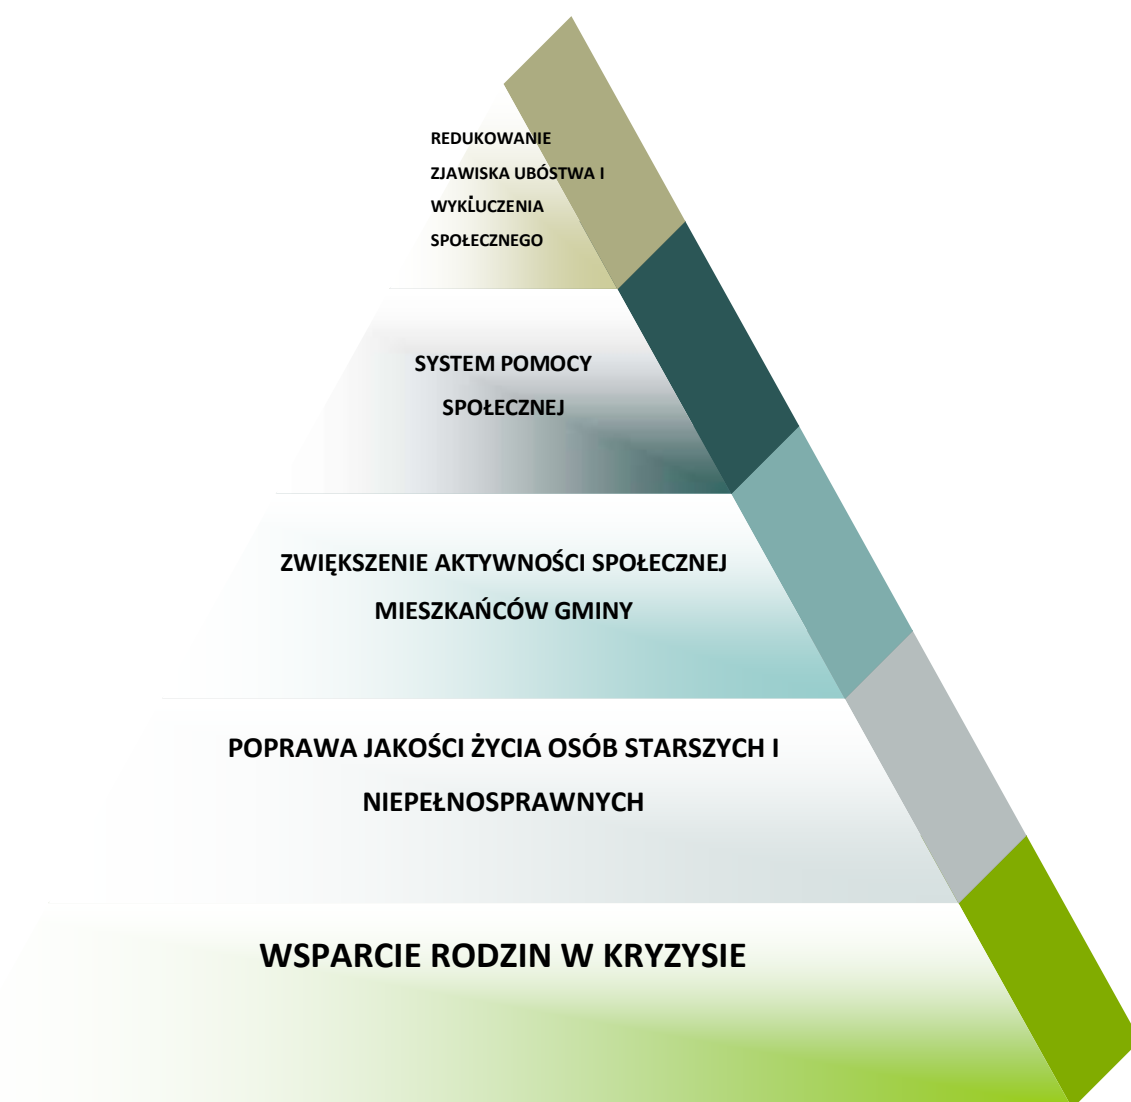 REDUKOWANIE
ZJAWISKA UBÓSTWA I
WYKLUCZENIA
SPOŁECZNEGO
SYSTEM POMOCY
SPOŁECZNEJ
ZWIĘKSZENIE AKTYWNOŚCI SPOŁECZNEJ
MIESZKAŃCÓW GMINY
POPRAWA JAKOŚCI ŻYCIA OSÓB STARSZYCH I
NIEPEŁNOSPRAWNYCH
WSPARCIE RODZIN W KRYZYSIE